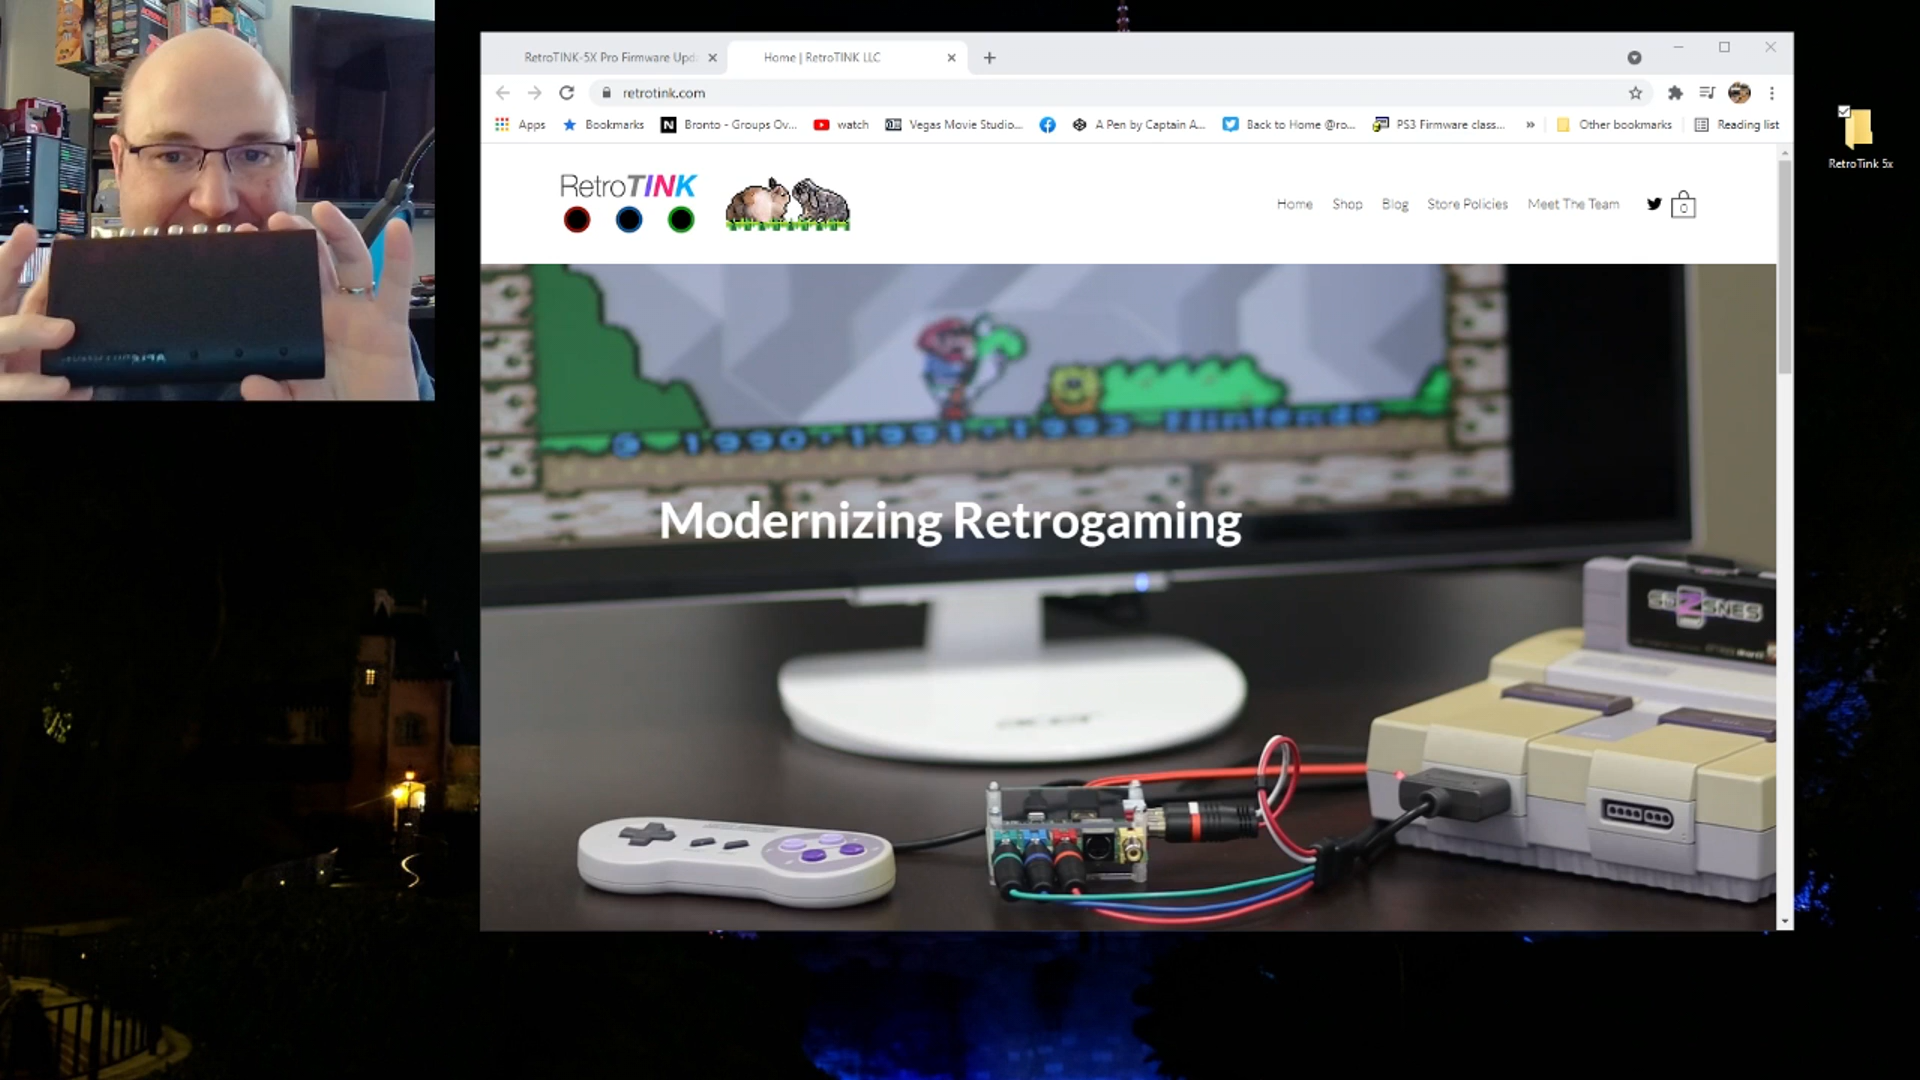 RetroTINK-5X Pro Firmware Upd
Home | RetroTINK LLC
retrotink.com
Apps
Bookmarks
Bronto - Groups Ov...
watch
Vegas Movie Studio...
A Pen by Captain A...
Back to Home @ro...
PS3 Firmware class...
»
Other bookmarks
Reading list
RetroTink 5x
RetroTINK
Home
Shop
Blog
Store Policies
Meet The Team
0
© 1990,1991,1993 Nintendo
Modernizing Retrogaming
acer